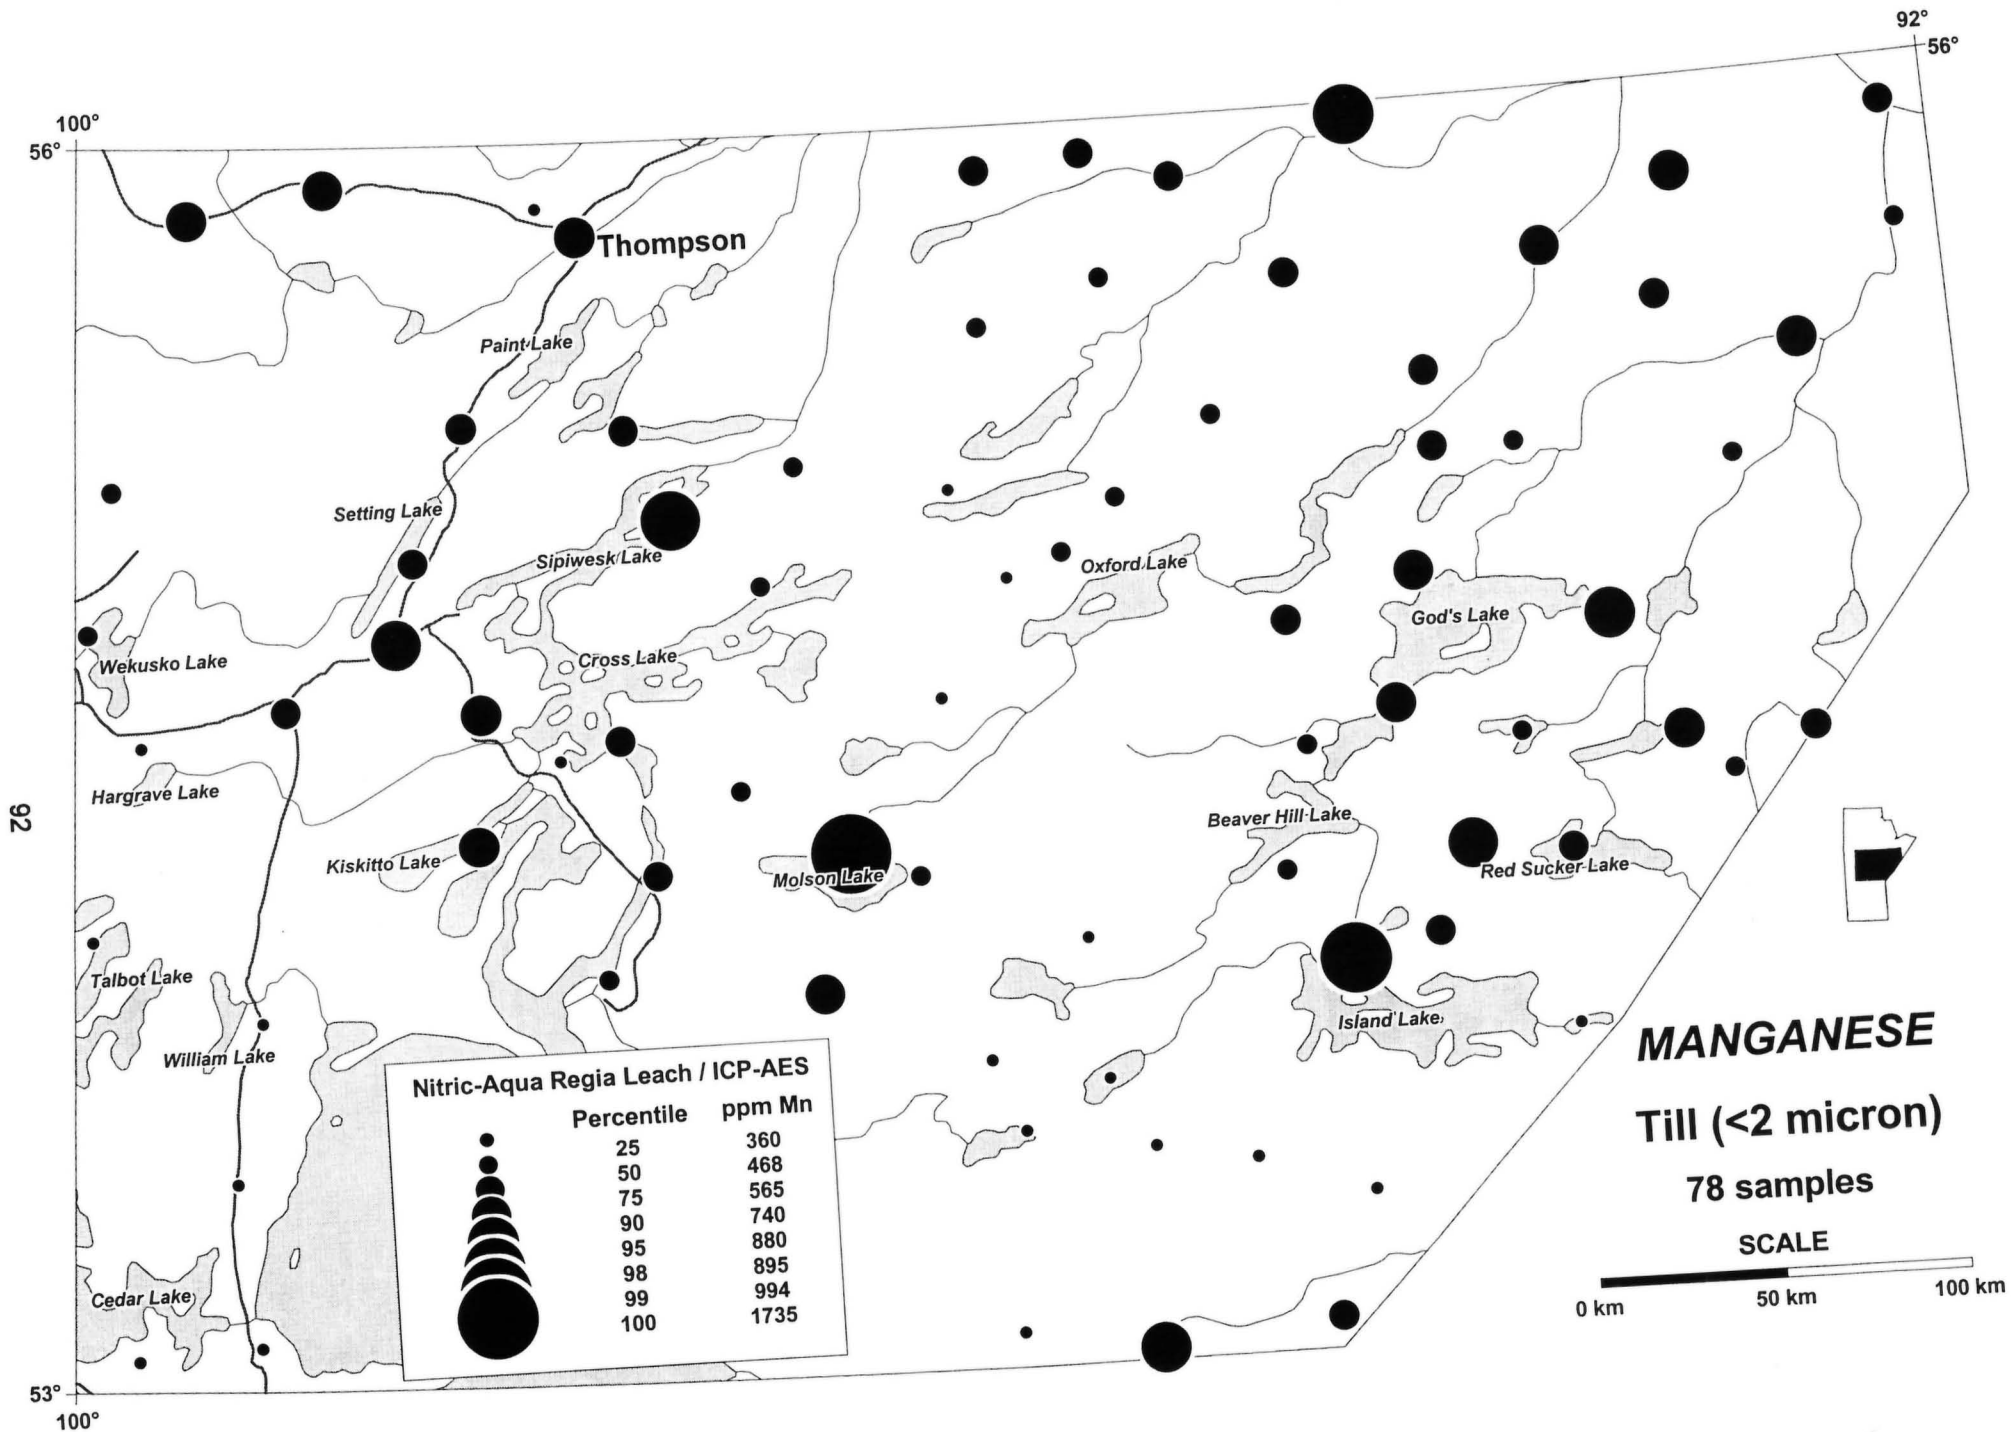 92°
56°
100°
56°
Thompson
Paint Lake
Setting Lake
Sipiwesk Lake
Oxford Lake
God's Lake
Wekusko Lake
Cross Lake
Hargrave Lake
92
Beaver Hill Lake
Kiskitto Lake
Molson Lake
Red Sucker Lake
Talbot Lake
Island Lake
William Lake
Cedar Lake
53°
100°
Nitric-Aqua Regia Leach / ICP-AES
Percentile ppm Mn
25 360
50 468
75 565
90 740
95 880
98 895
99 994
100 1735
MANGANESE
Till (<2 micron)
78 samples
SCALE
0 km 50 km 100 km